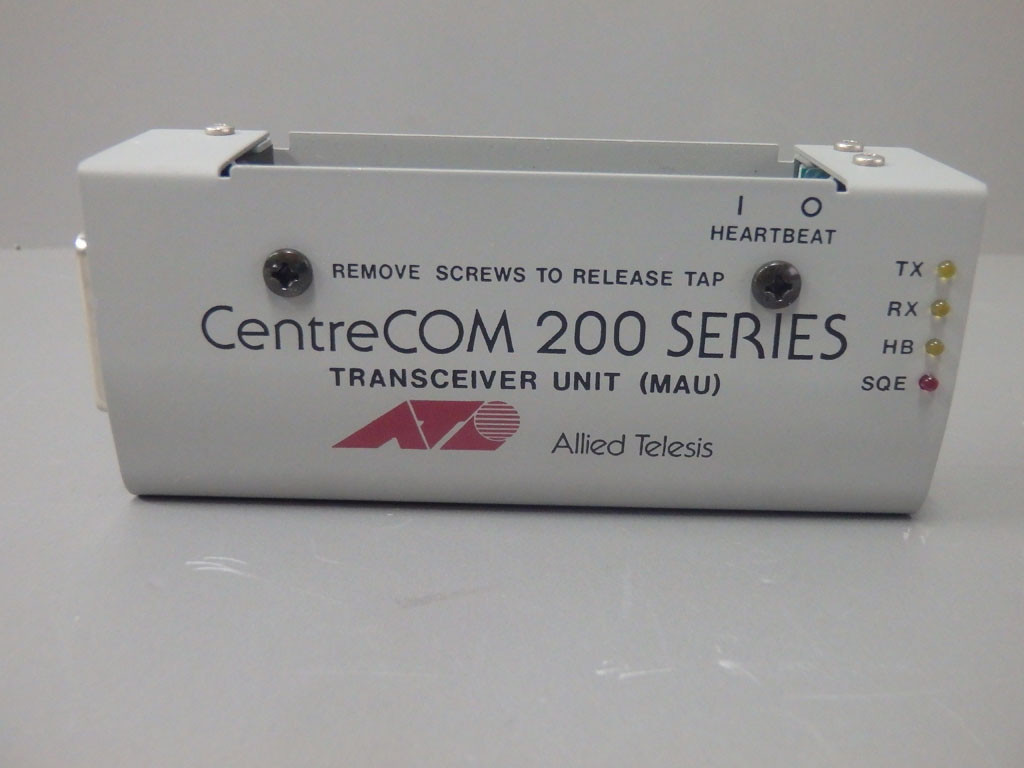 I O
HEARTBEAT
REMOVE SCREWS TO RELEASE TAP
TX
RX
HB
SQE
CentreCOM 200 SERIES
TRANSCEIVER UNIT (MAU)
Allied Telesis